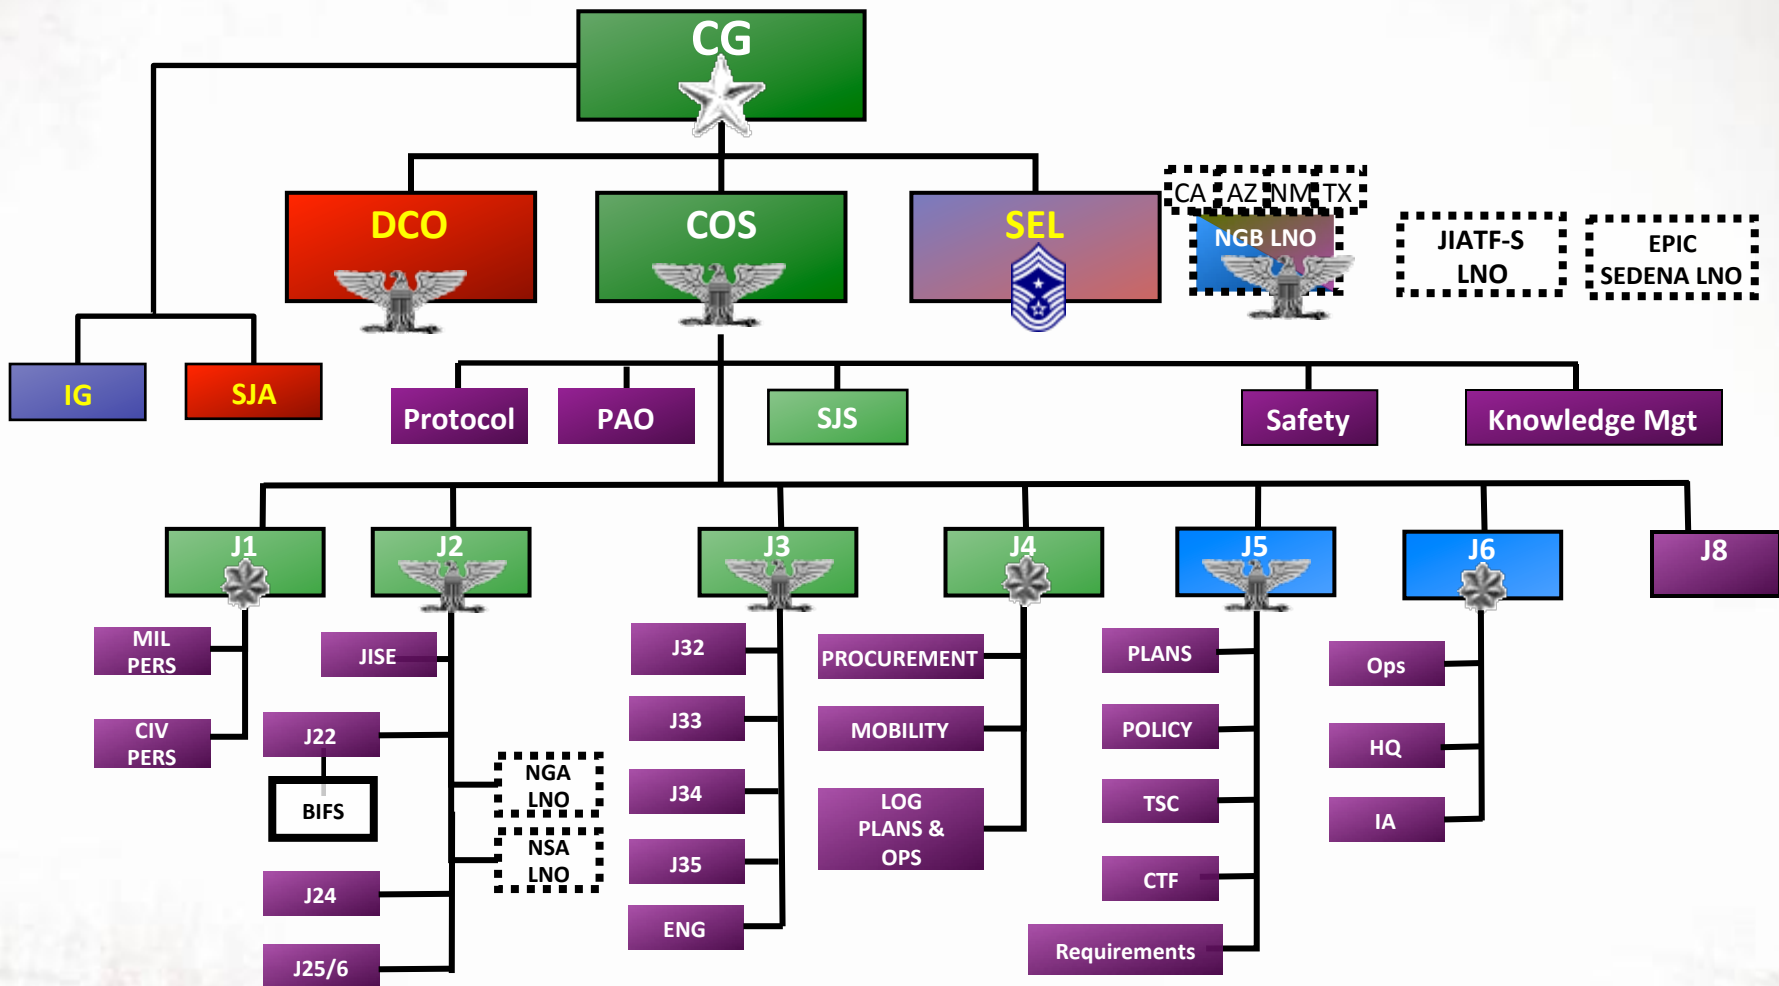 CG
DCO
COS
SEL
CA AZ NM TX
NGB LNO
JIATF-S
LNO
EPIC
SEDENA LNO
IG
SJA
Protocol
PAO
SJS
Safety
Knowledge Mgt
J1
J2
J3
J4
J5
J6
J8
MIL
PERS
CIV
PERS
JISE
J22
BIFS
NGA
LNO
NSA
LNO
J24
J25/6
J32
J33
J34
J35
ENG
PROCUREMENT
MOBILITY
LOG
PLANS &
OPS
PLANS
POLICY
TSC
CTF
Requirements
Ops
HQ
IA